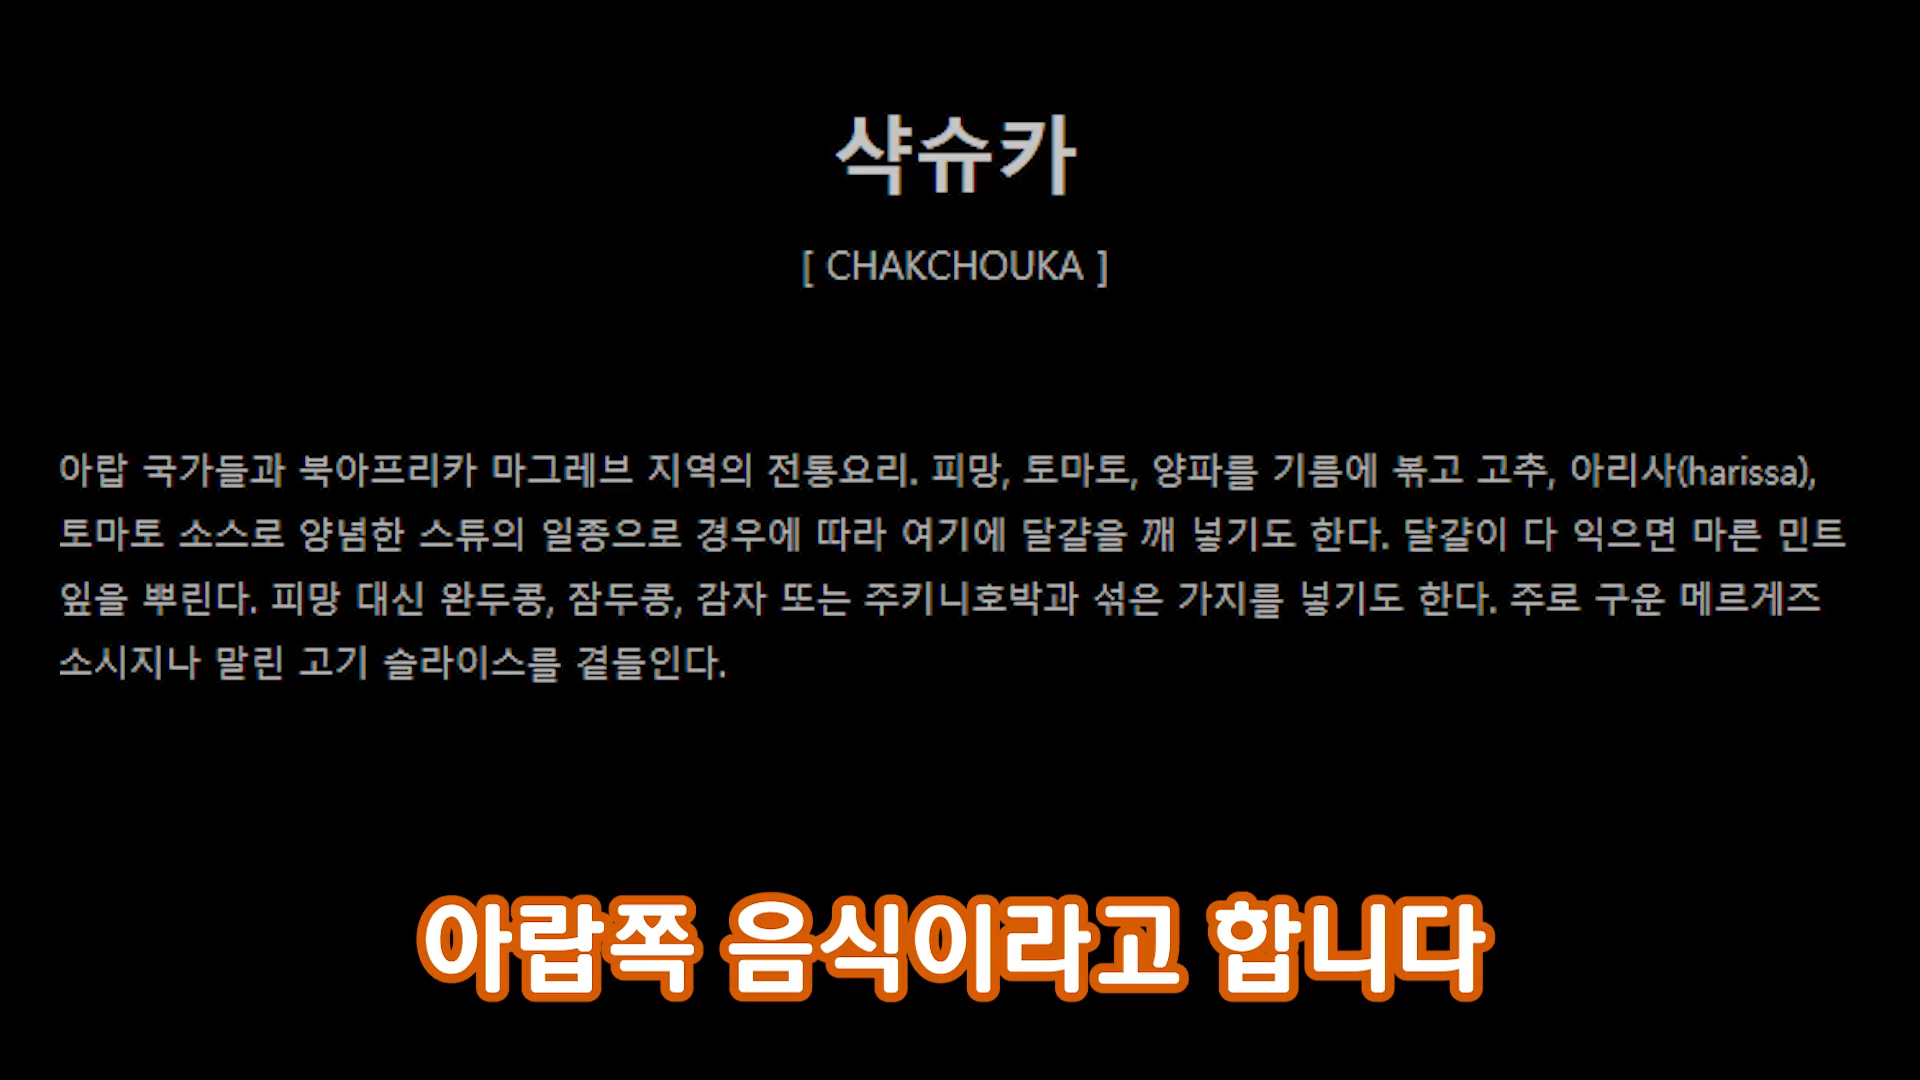 샥슈카
[ CHAKCHOUKA ]
아랍 국가들과 북아프리카 마그레브 지역의 전통요리. 피망, 토마토, 양파를 기름에 볶고 고추, 아리사(harissa),
토마토 소스로 양념한 스튜의 일종으로 경우에 따라 여기에 달걀을 깨 넣기도 한다. 달걀이 다 익으면 마른 민트
잎을 뿌린다. 피망 대신 완두콩, 잠두콩, 감자 또는 주키니호박과 섞은 가지를 넣기도 한다. 주로 구운 메르게즈
소시지나 말린 고기 슬라이스를 곁들인다.
아랍쪽 음식이라고 합니다